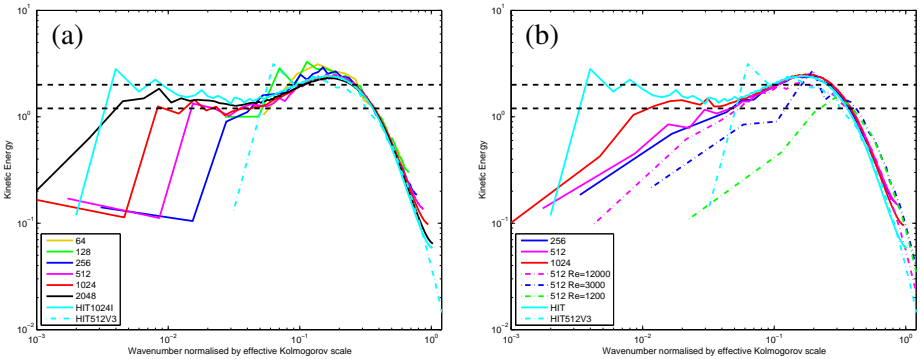 (a)
10^1
10^0
10^-1
10^-2
Kinetic Energy
64
128
256
512
1024
2048
HIT1024I
HIT512V3
10^-3
10^-2
10^-1
10^0
Wavenumber normalised by effective Kolmogorov scale
(b)
10^1
10^0
10^-1
10^-2
Kinetic Energy
256
512
1024
512 Re=12000
512 Re=3000
512 Re=1200
HIT
HIT512V3
10^-3
10^-2
10^-1
10^0
Wavenumber normalised by effective Kolmogorov scale